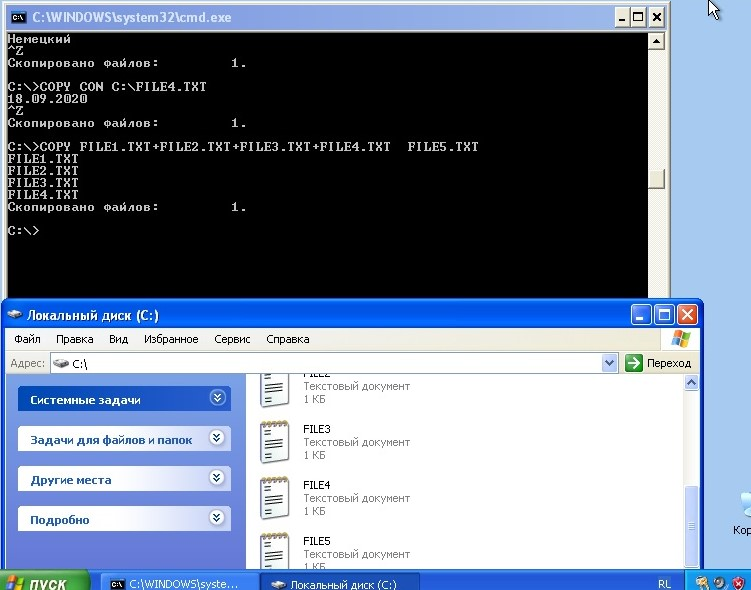 C:\WINDOWS\system32\cmd.exe
Немецкий
^Z
Скопировано файлов: 1.
C:\>COPY CON C:\FILE4.TXT
18.09.2020
^Z
Скопировано файлов: 1.
C:\>COPY FILE1.TXT+FILE2.TXT+FILE3.TXT+FILE4.TXT FILE5.TXT
FILE1.TXT
FILE2.TXT
FILE3.TXT
FILE4.TXT
Скопировано файлов: 1.
C:\>
Локальный диск (C:)
Файл Правка Вид Избранное Сервис Справка
Адрес: C:\ Переход
Системные задачи
Задачи для файлов и папок
Другие места
Подробно
FILE2
Текстовый документ
1 КБ
FILE3
Текстовый документ
1 КБ
FILE4
Текстовый документ
1 КБ
FILE5
Текстовый документ
1 КБ
Кор
пуск C:\WINDOWS\syste... Локальный диск (C:) RL